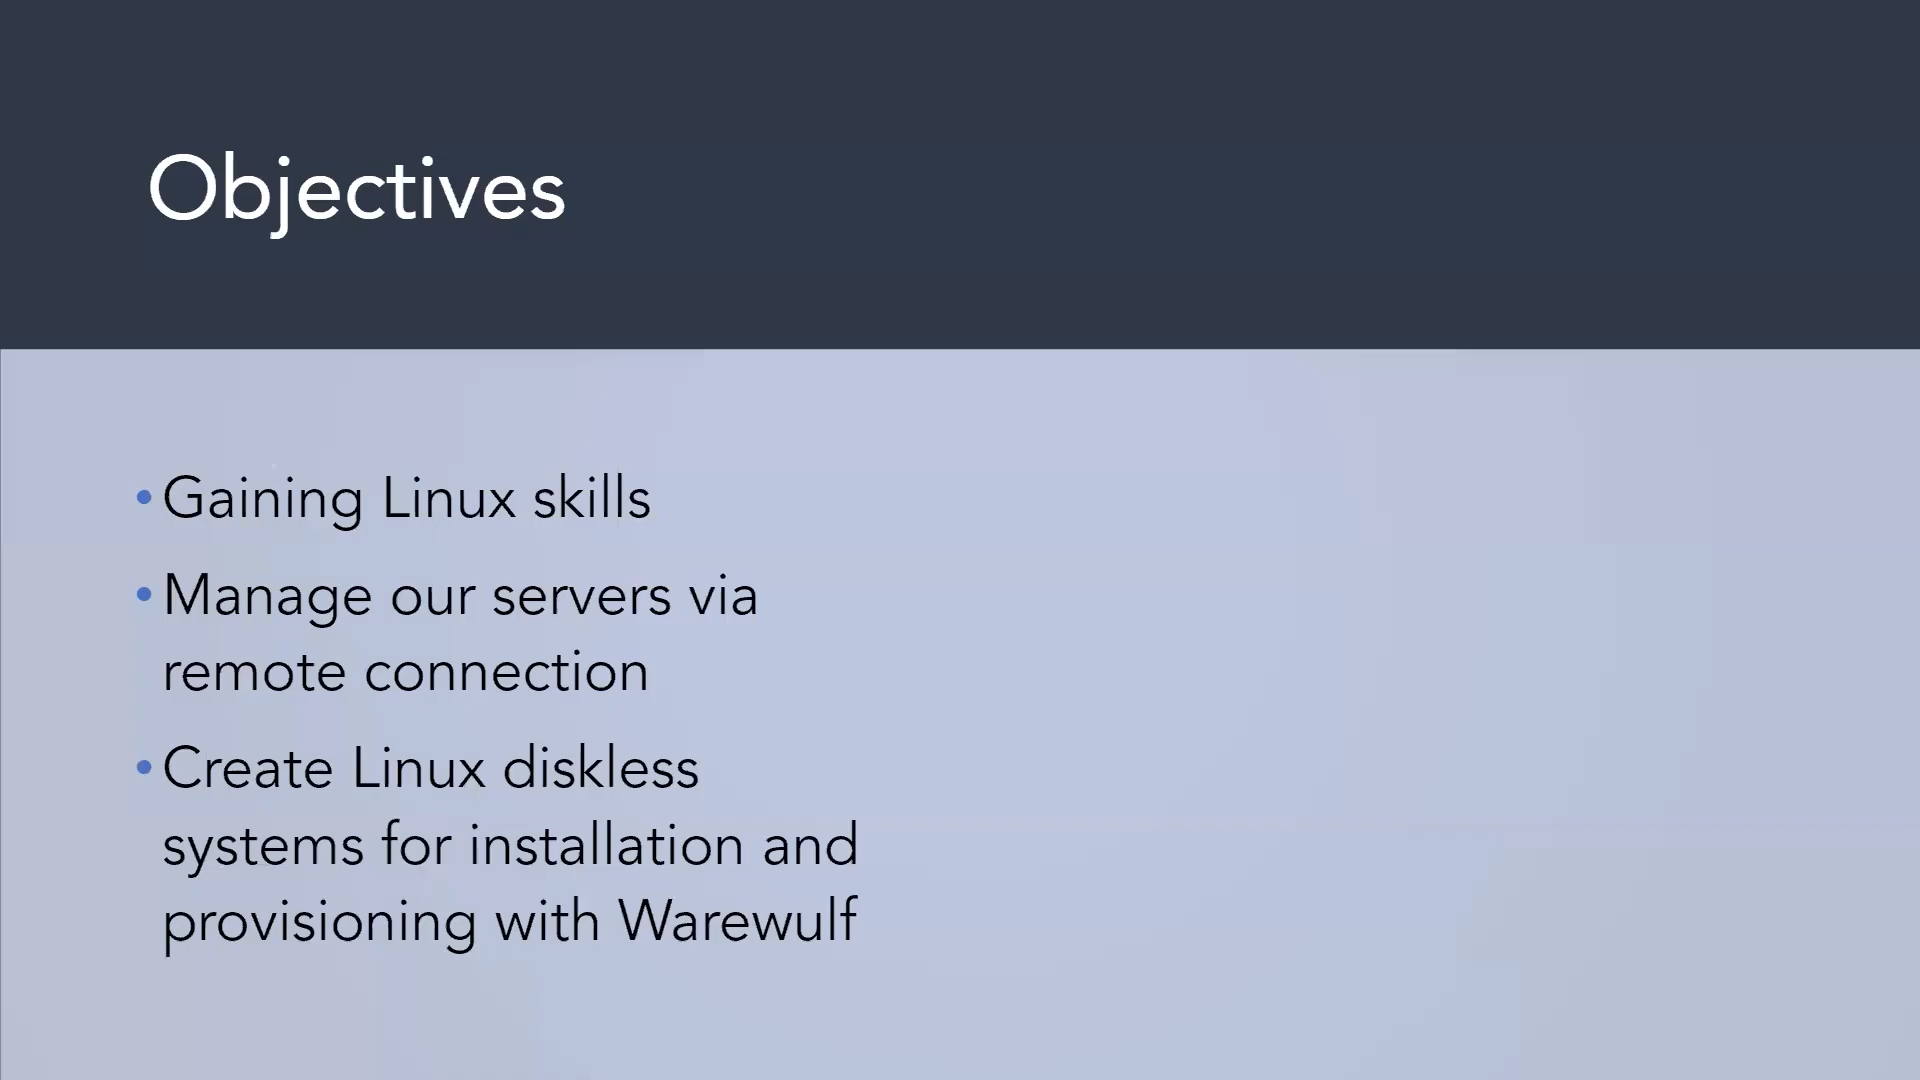 Objectives
• Gaining Linux skills
• Manage our servers via
remote connection
• Create Linux diskless
systems for installation and
provisioning with Warewulf